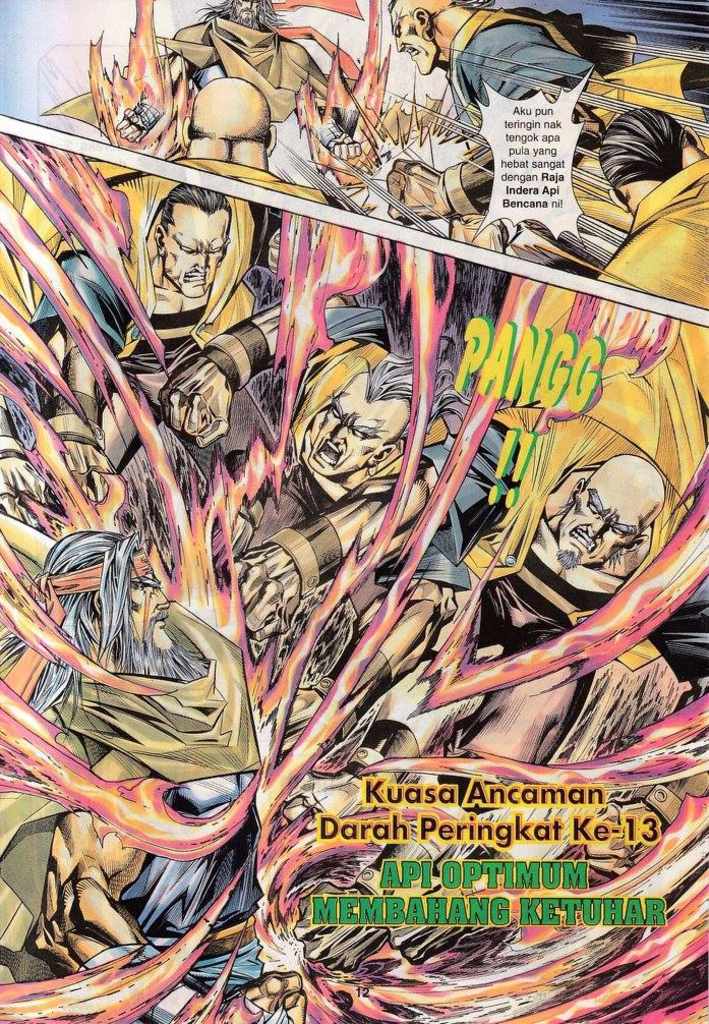 Aku pun
teringin nak
tengok apa
pula yang
hebat sangat
dengan Raja
Indera Api
Bencana ni!
PANGG
!!
Kuasa Ancaman
Darah Peringkat Ke-13
API OPTIMUM
MEMBAHANG KETUHAR
12